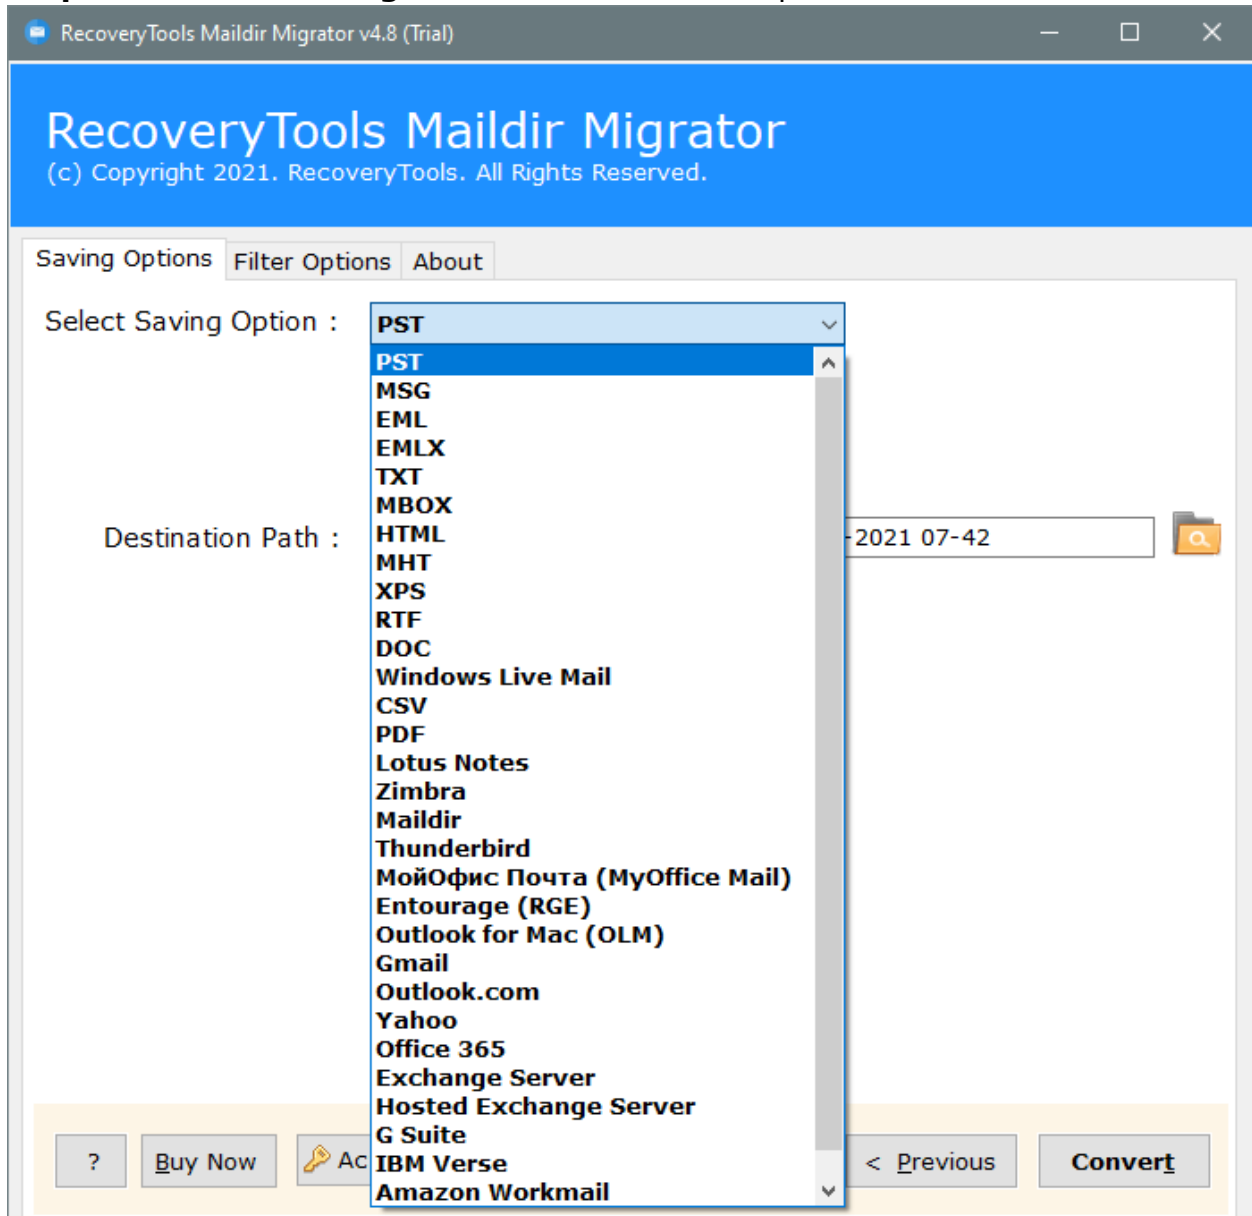 RecoveryTools Maildir Migrator v4.8 (Trial)
RecoveryTools Maildir Migrator
(c) Copyright 2021. RecoveryTools. All Rights Reserved.
Saving Options Filter Options About
Select Saving Option : PST
PST
MSG
EML
EMLX
TXT
MBOX
HTML
MHT
XPS
RTF
DOC
Windows Live Mail
CSV
PDF
Lotus Notes
Zimbra
Maildir
Thunderbird
МойОфис Почта (MyOffice Mail)
Entourage (RGE)
Outlook for Mac (OLM)
Gmail
Outlook.com
Yahoo
Office 365
Exchange Server
Hosted Exchange Server
G Suite
IBM Verse
Amazon Workmail
Destination Path : -2021 07-42
? Buy Now Ac < Previous Convert